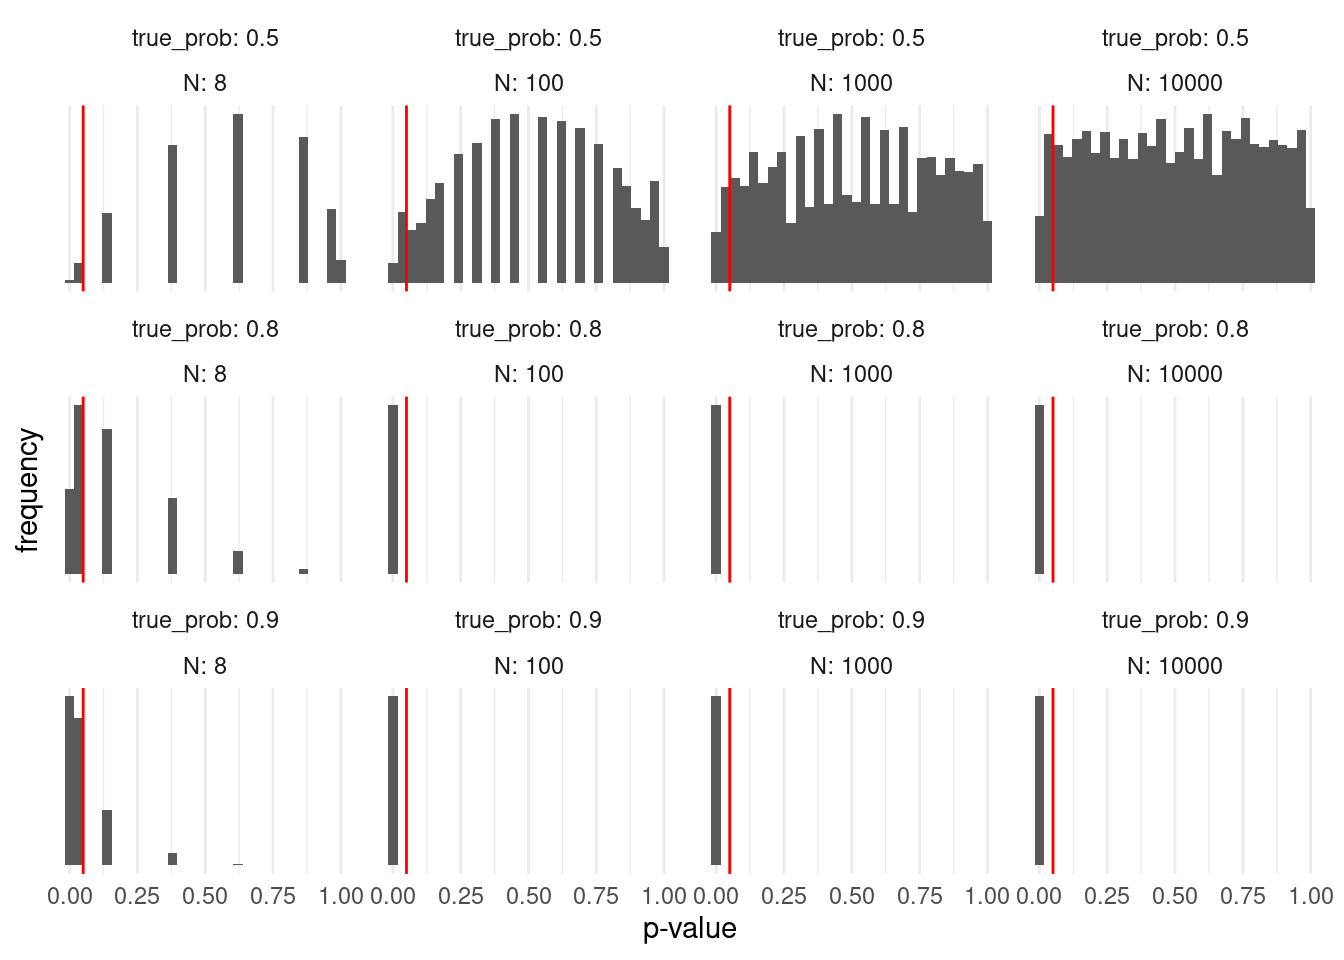 true_prob: 0.5 true_prob: 0.5 true_prob: 0.5 true_prob: 0.5
N: 8 N: 100 N: 1000 N: 10000
true_prob: 0.8 true_prob: 0.8 true_prob: 0.8 true_prob: 0.8
N: 8 N: 100 N: 1000 N: 10000
frequency
true_prob: 0.9 true_prob: 0.9 true_prob: 0.9 true_prob: 0.9
N: 8 N: 100 N: 1000 N: 10000
0.00 0.25 0.50 0.75 1.00 0.00 0.25 0.50 0.75 1.00 0.00 0.25 0.50 0.75 1.00 0.00 0.25 0.50 0.75 1.00
p-value